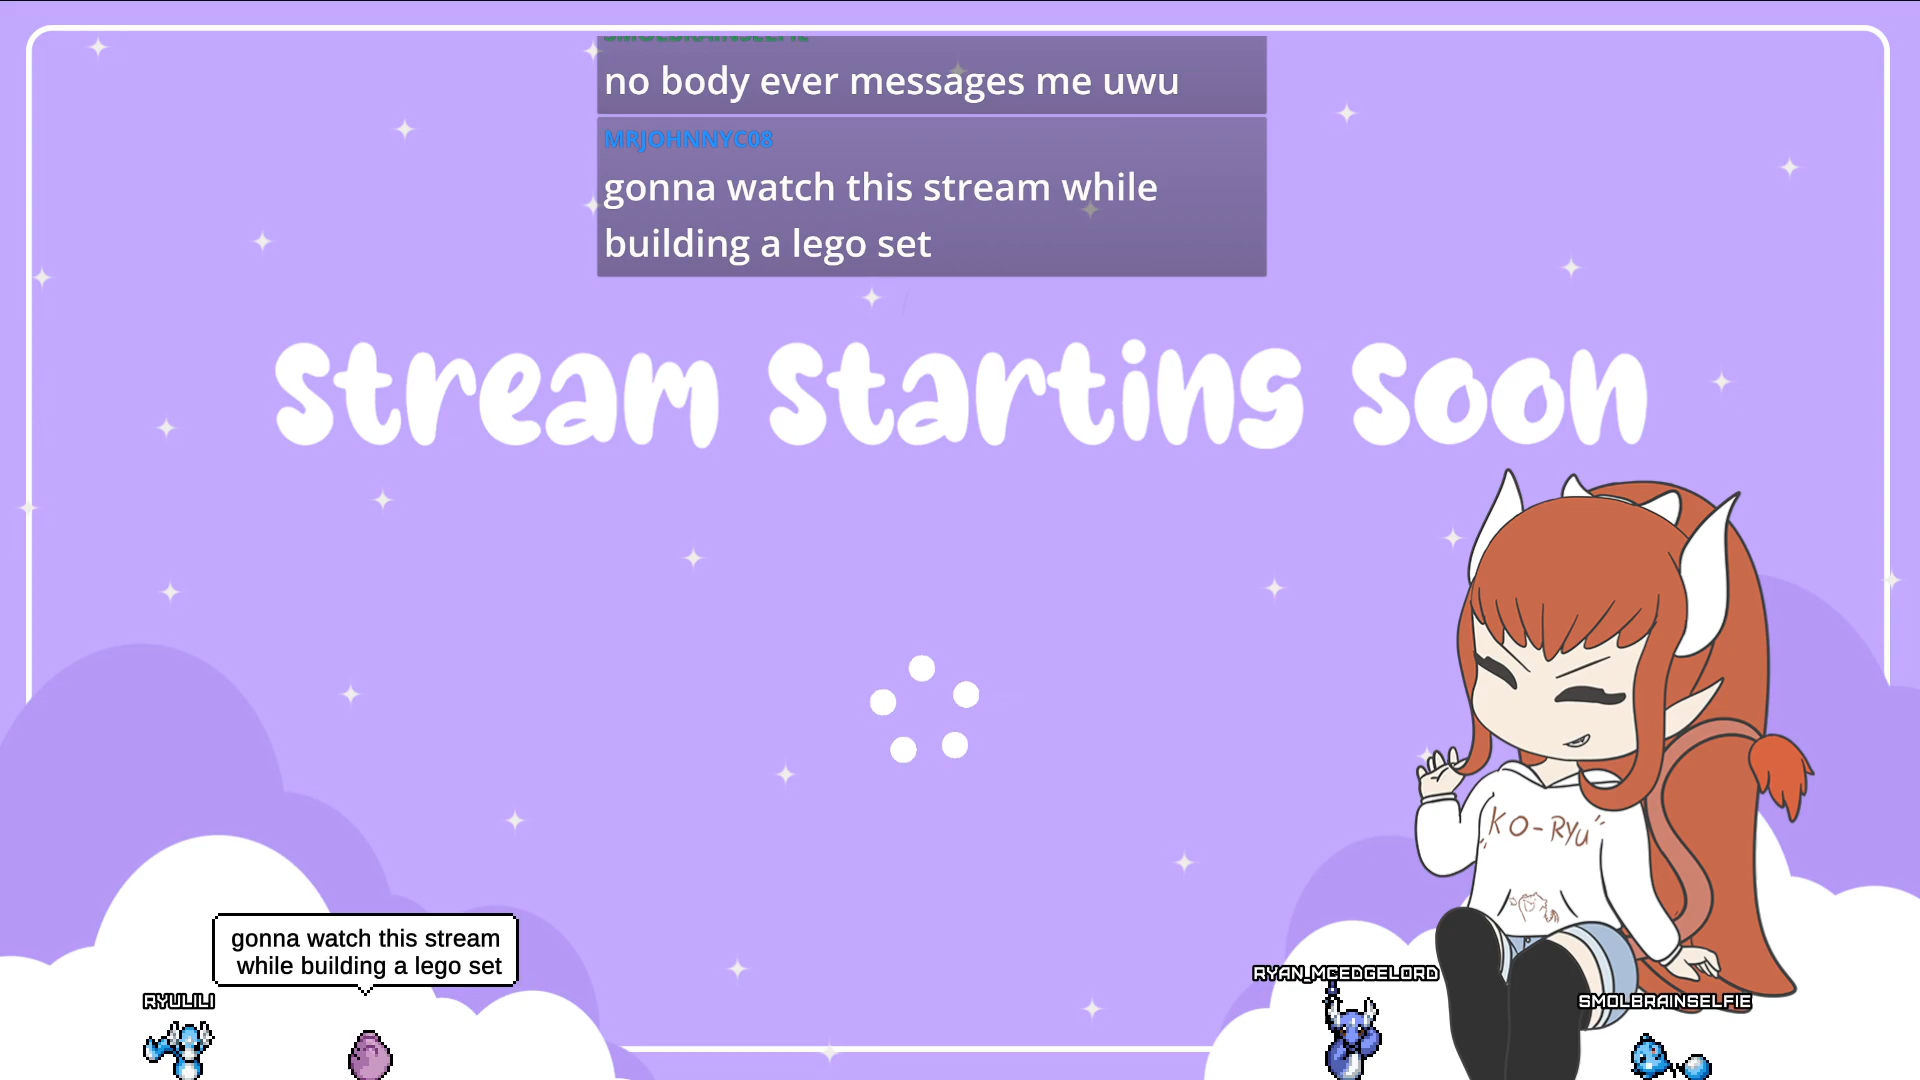 no body ever messages me uwu
MRJOHNNYC08
gonna watch this stream while
building a lego set
Stream Starting Soon
"KO-RYU"
gonna watch this stream
while building a lego set
RYULILI
RYAN_MCEDGELORD
SMOLBRAINSELFIE